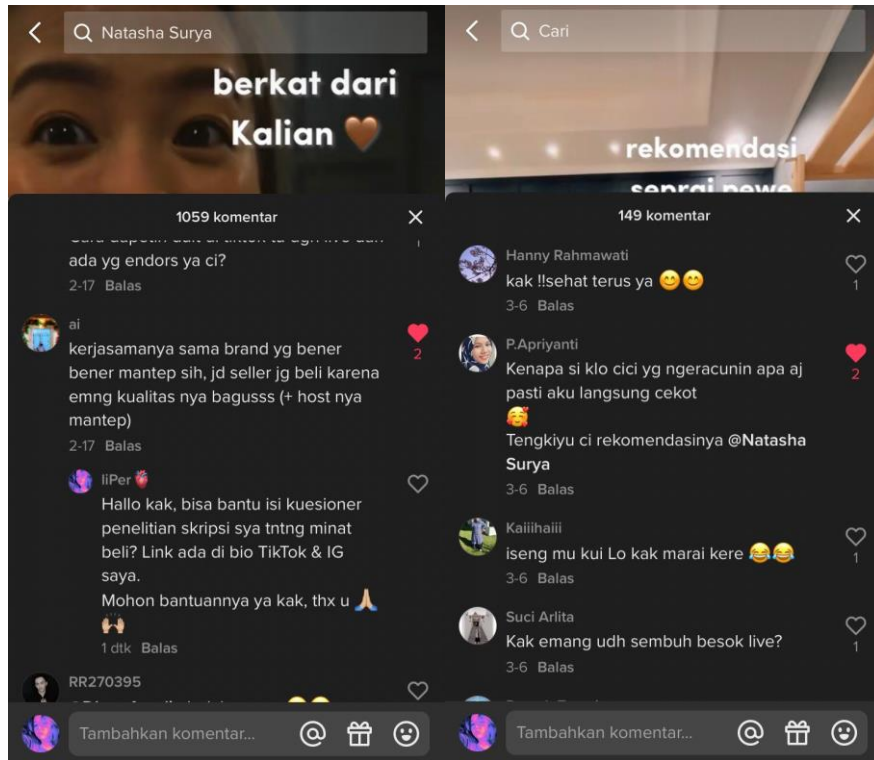 Natasha Surya
berkat dari
Kalian 🤎
1059 komentar
ada yg endors ya ci?
1
2-17 Balas
ai
kerjasamanya sama brand yg bener
bener mantep sih, jd seller jg beli karena
emng kualitas nya bagusss (+ host nya
mantep)
2
2-17 Balas
liPer🫀
Hallo kak, bisa bantu isi kuesioner
penelitian skripsi sya tntng minat
beli? Link ada di bio TikTok & IG
saya.
Mohon bantuannya ya kak, thx u 🙏🏼
🙌🏼
1 dtk Balas
RR270395
Tambahkan komentar...
Cari
rekomendasi
seprai pewe
149 komentar
Hanny Rahmawati
kak !!sehat terus ya 😊😊
1
3-6 Balas
P.Apriyanti
Kenapa si klo cici yg ngeracunin apa aj
pasti aku langsung cekot
🥰
2
Tengkiyu ci rekomendasinya @Natasha
Surya
3-6 Balas
Kaiiihaiii
iseng mu kui Lo kak marai kere 😂😂
1
3-6 Balas
Suci Arlita
Kak emang udh sembuh besok live?
1
3-6 Balas
Tambahkan komentar...